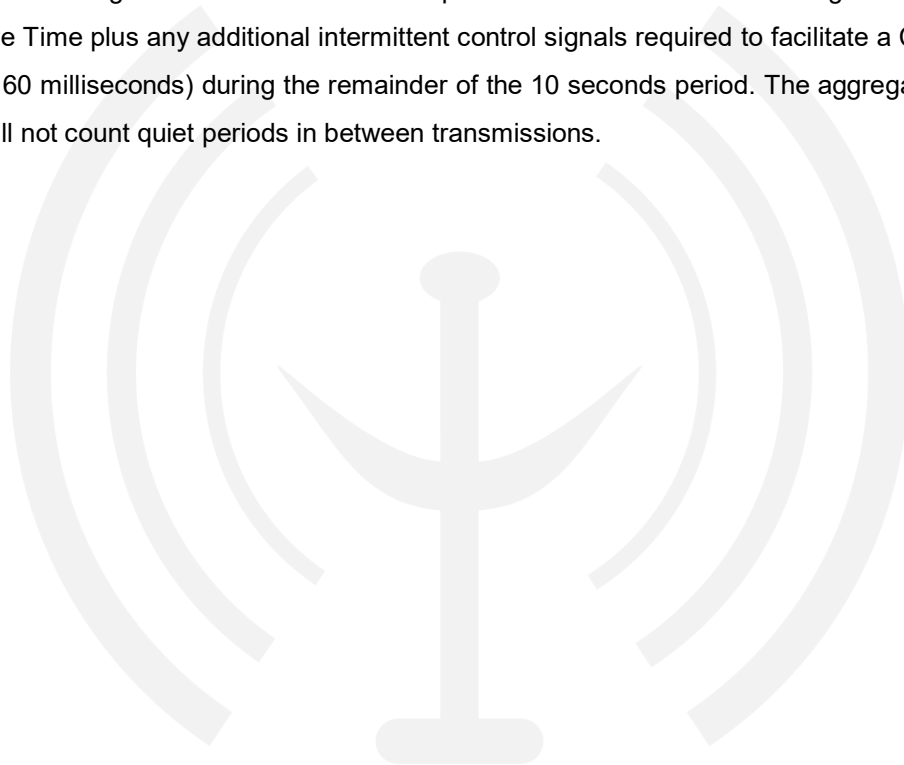 e Time plus any additional intermittent control signals required to facilitate a
60 milliseconds) during the remainder of the 10 seconds period. The
ll not count quiet periods in between transmissions.